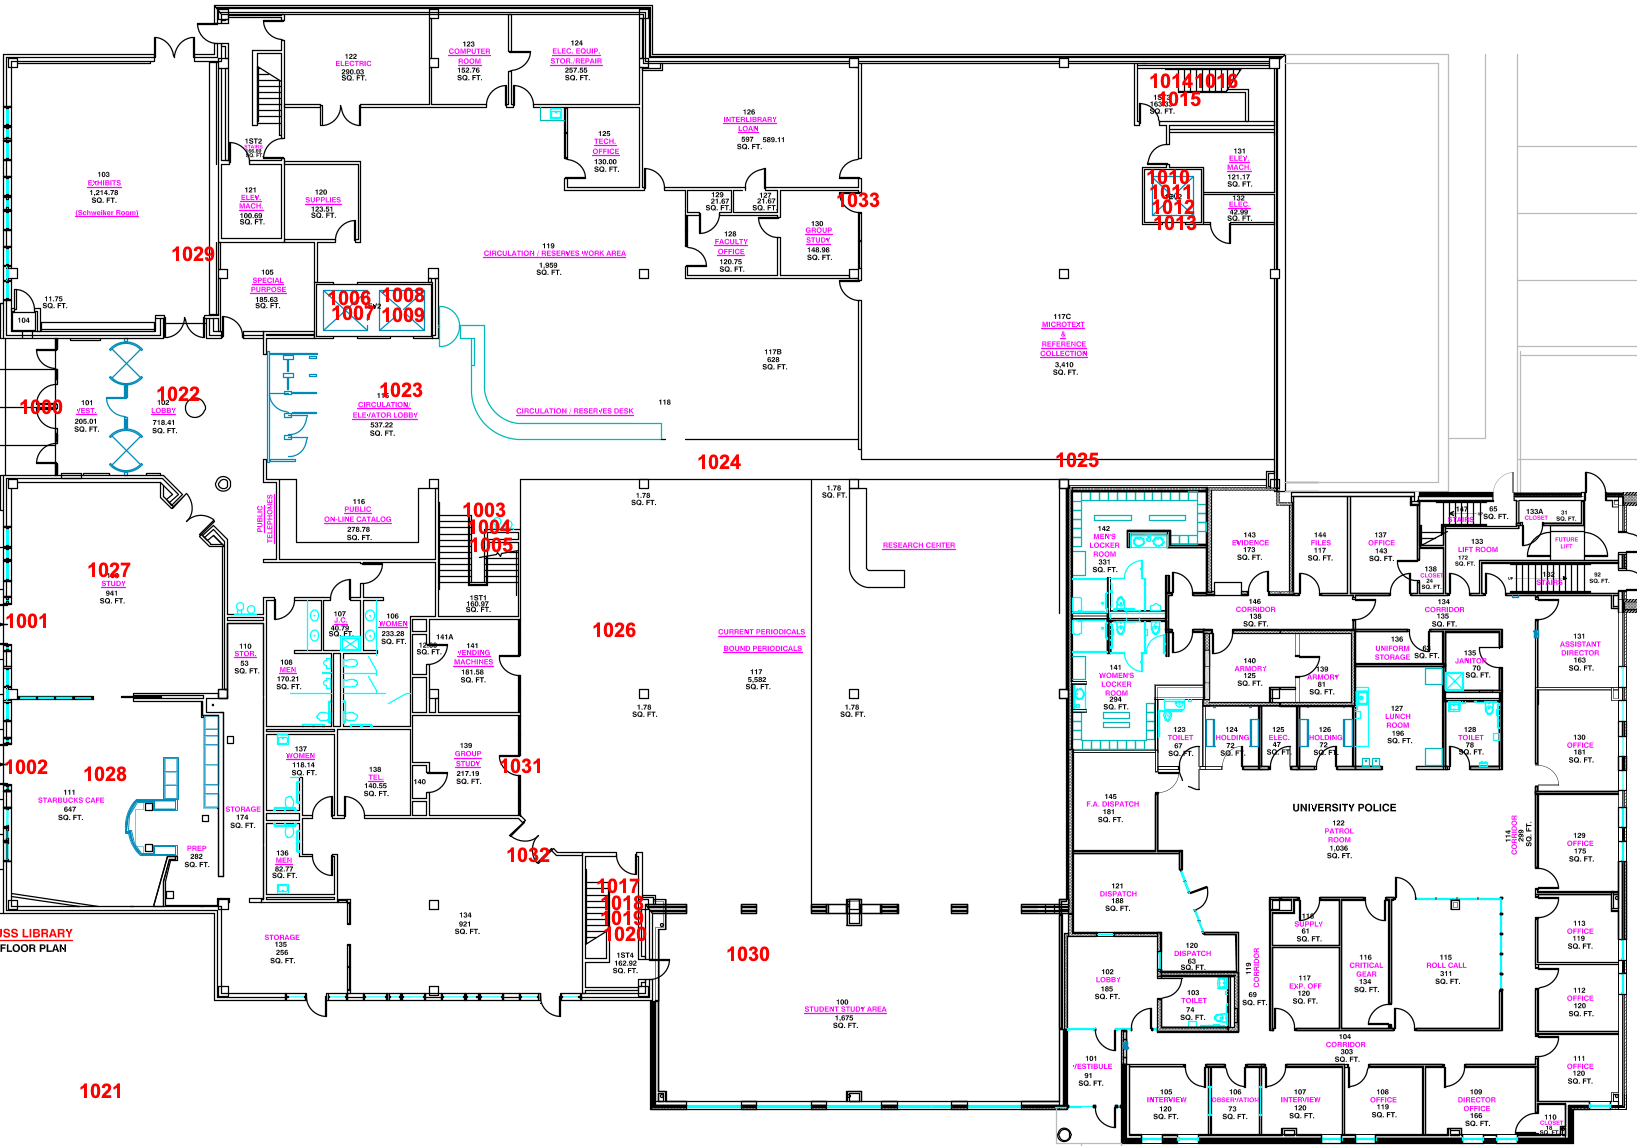 122
ELECTRIC
290.03
SQ. FT.
123
COMPUTER
ROOM
152.76
SQ. FT.
124
ELEC. EQUIP.
STOR./REPAIR
257.55
SQ. FT.
103
EXHIBITS
1,214.78
SQ. FT.
(Schweiker Room)
1ST2
121
ELEV.
MACH.
100.69
SQ. FT.
120
SUPPLIES
123.51
SQ. FT.
125
TECH.
OFFICE
130.00
SQ. FT.
126
INTERLIBRARY
LOAN
597 589.11
SQ. FT.
1014
1016
1015
131
ELEV.
MACH.
121.17
SQ. FT.
132
ELEC.
42.99
SQ. FT.
1010
1011
1012
1013
129
21.67
SQ. FT.
127
21.67
SQ. FT.
128
FACULTY
OFFICE
120.75
SQ. FT.
130
GROUP
STUDY
148.98
SQ. FT.
1033
119
CIRCULATION / RESERVES WORK AREA
1,959
SQ. FT.
1029
105
SPECIAL
PURPOSE
185.63
SQ. FT.
11.75
SQ. FT.
104
1006
1007
1008
1009
117C
MICROTEXT
&
REFERENCE
COLLECTION
3,410
SQ. FT.
117B
628
SQ. FT.
118
CIRCULATION / RESERVES DESK
1023
CIRCULATION/
ELEVATOR LOBBY
537.22
SQ. FT.
1000
101
VEST.
205.01
SQ. FT.
1022
102
LOBBY
718.41
SQ. FT.
1024
1025
PUBLIC
TELEPHONES
116
PUBLIC
ON-LINE CATALOG
278.78
SQ. FT.
1003
1004
1005
1ST1
160.97
SQ. FT.
1.78
SQ. FT.
1.78
SQ. FT.
RESEARCH CENTER
1027
STUDY
941
SQ. FT.
1001
1002
107
J.C.
40.79
SQ. FT.
106
WOMEN
233.28
SQ. FT.
110
STOR.
53
SQ. FT.
108
MEN
170.21
SQ. FT.
141A
SQ. FT.
141
VENDING
MACHINES
181.58
SQ. FT.
1026
CURRENT PERIODICALS
BOUND PERIODICALS
117
5,582
SQ. FT.
1.78
SQ. FT.
1.78
SQ. FT.
1028
111
STARBUCKS CAFE
647
SQ. FT.
PREP
282
SQ. FT.
STORAGE
174
SQ. FT.
137
WOMEN
118.14
SQ. FT.
138
TEL.
140.55
SQ. FT.
139
GROUP
STUDY
217.19
SQ. FT.
140
1031
1032
136
MEN
82.77
SQ. FT.
134
921
SQ. FT.
STORAGE
135
256
SQ. FT.
1017
1018
1019
1020
1ST4
162.92
SQ. FT.
1030
100
STUDENT STUDY AREA
1,675
SQ. FT.
USS LIBRARY
FLOOR PLAN
1021
142
MEN'S
LOCKER
ROOM
331
SQ. FT.
143
EVIDENCE
173
SQ. FT.
144
FILES
117
SQ. FT.
137
OFFICE
143
SQ. FT.
147
STAIRS
65
SQ. FT.
133A
CLOSET
31
SQ. FT.
133
LIFT ROOM
172
SQ. FT.
FUTURE
LIFT
138
CLOSET
24
SQ. FT.
132
STAIRS
92
SQ. FT.
146
CORRIDOR
138
SQ. FT.
134
CORRIDOR
135
SQ. FT.
136
UNIFORM
STORAGE
63
SQ. FT.
135
JANITOR
70
SQ. FT.
131
ASSISTANT
DIRECTOR
163
SQ. FT.
141
WOMEN'S
LOCKER
ROOM
294
SQ. FT.
140
ARMORY
125
SQ. FT.
139
ARMORY
81
SQ. FT.
123
TOILET
67
SQ. FT.
124
HOLDING
72
SQ. FT.
125
ELEC.
47
SQ. FT.
126
HOLDING
72
SQ. FT.
127
LUNCH
ROOM
196
SQ. FT.
128
TOILET
78
SQ. FT.
130
OFFICE
181
SQ. FT.
145
F.A. DISPATCH
181
SQ. FT.
UNIVERSITY POLICE
122
PATROL
ROOM
1,036
SQ. FT.
114
CORRIDOR
299
SQ. FT.
129
OFFICE
175
SQ. FT.
121
DISPATCH
188
SQ. FT.
120
DISPATCH
63
SQ. FT.
118
SUPPLY
61
SQ. FT.
119
CORRIDOR
69
SQ. FT.
117
EXP. OFF
120
SQ. FT.
116
CRITICAL
GEAR
134
SQ. FT.
115
ROLL CALL
311
SQ. FT.
113
OFFICE
119
SQ. FT.
112
OFFICE
120
SQ. FT.
102
LOBBY
185
SQ. FT.
103
TOILET
74
SQ. FT.
104
CORRIDOR
303
SQ. FT.
111
OFFICE
120
SQ. FT.
101
VESTIBULE
91
SQ. FT.
105
INTERVIEW
120
SQ. FT.
106
OBSERVATION
73
SQ. FT.
107
INTERVIEW
120
SQ. FT.
108
OFFICE
119
SQ. FT.
109
DIRECTOR
OFFICE
166
SQ. FT.
110
CLOSET
SQ. FT.